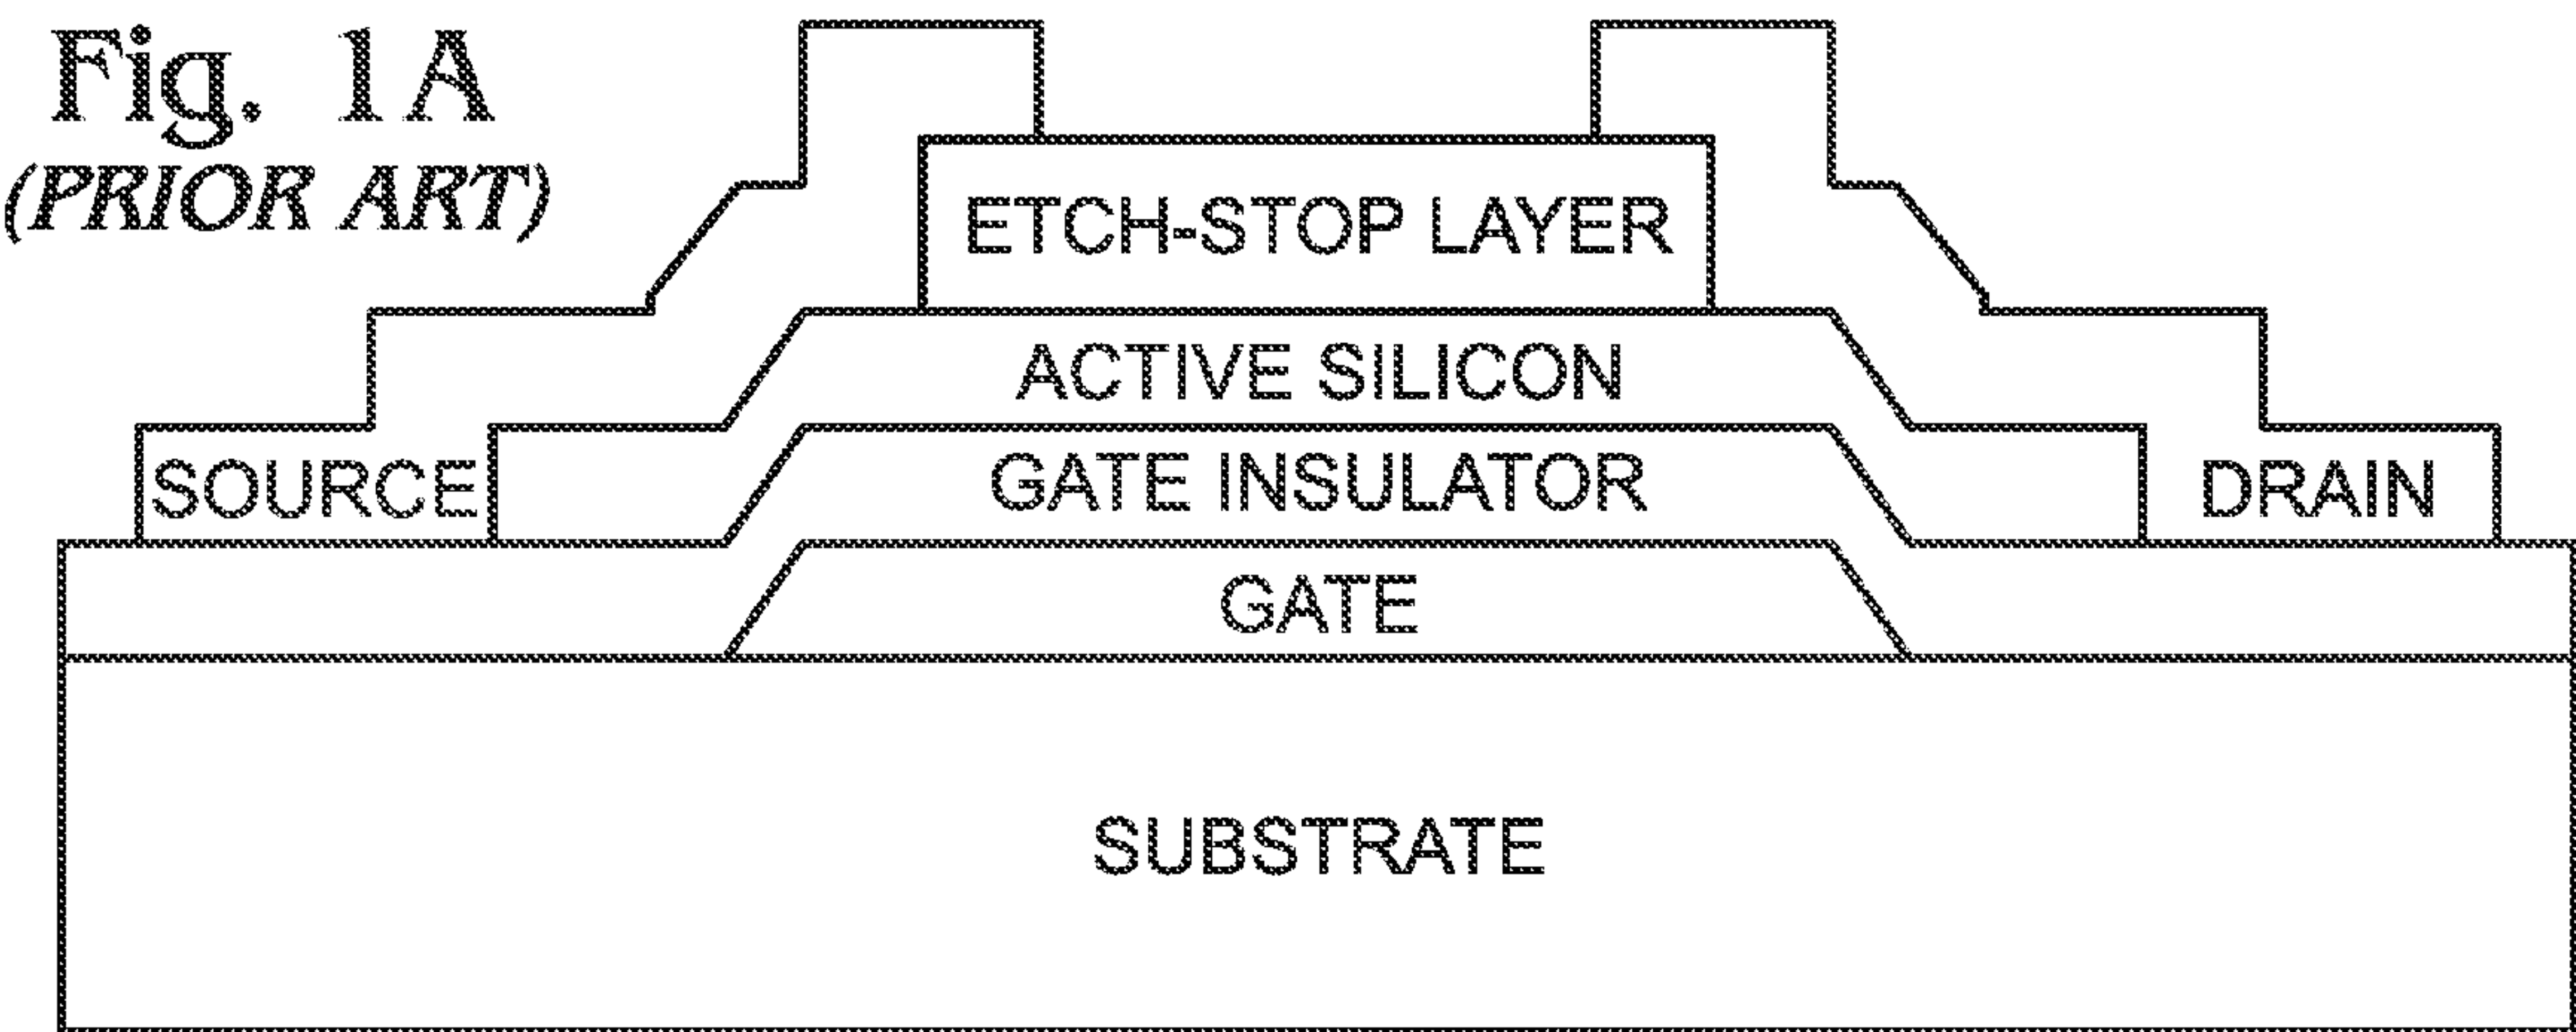 Fig. 1A
(PRIOR ART)
ETCH-STOP LAYER
ACTIVE SILICON
SOURCE
GATE INSULATOR
DRAIN
GATE
SUBSTRATE